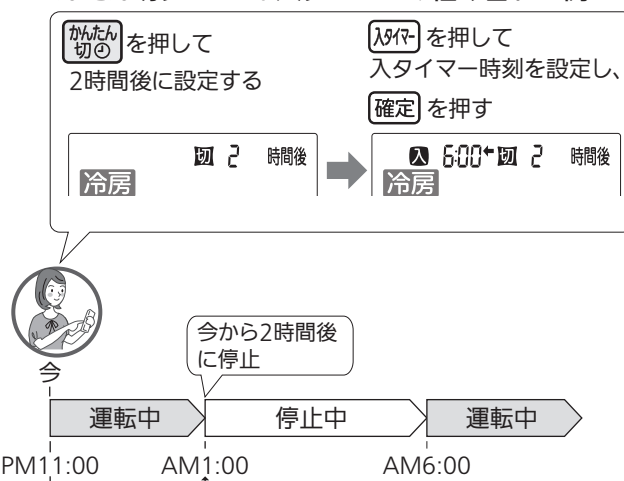 かんたん
切
を押して
2時間後に設定する
入タイマー を押して
入タイマー時刻を設定し、
確定 を押す
切 2 時間後
冷房
入 6:00 切 2 時間後
冷房
今から2時間後
に停止
今
運転中 停止中 運転中
PM11:00 AM1:00 AM6:00